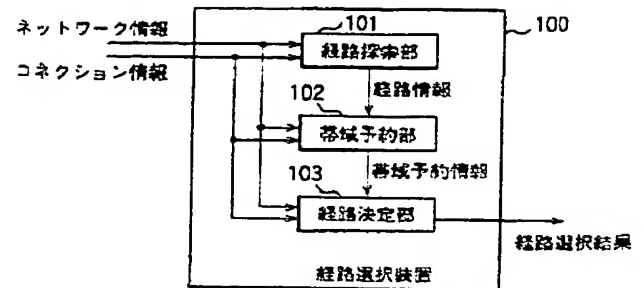 ネットワーク情報
コネクション情報
101
100
経路探索部
経路情報
102
帯域予約部
帯域予約情報
103
経路決定部
経路選択結果
経路選択装置